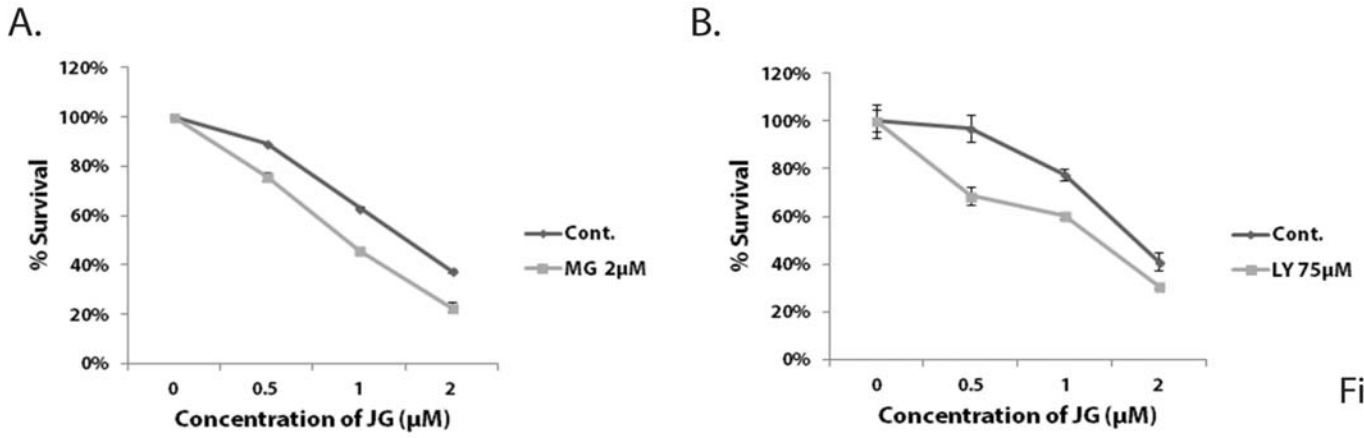 A.
120%
100%
80%
60%
40%
20%
0%
% Survival
0 0.5 1 2
Concentration of JG (µM)
Cont.
MG 2µM
B.
120%
100%
80%
60%
40%
20%
0%
% Survival
0 0.5 1 2
Concentration of JG (µM)
Cont.
LY 75µM
Fi